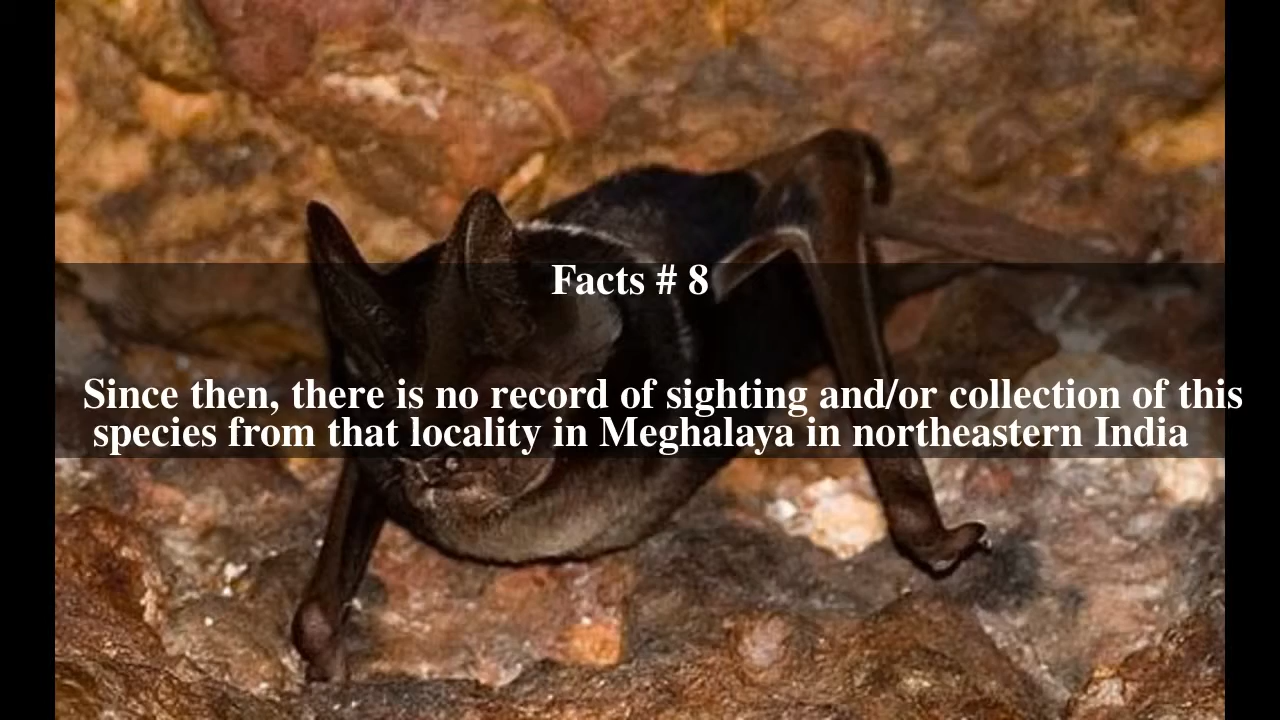 Facts # 8
Since then, there is no record of sighting and/or collection of this
species from that locality in Meghalaya in northeastern India